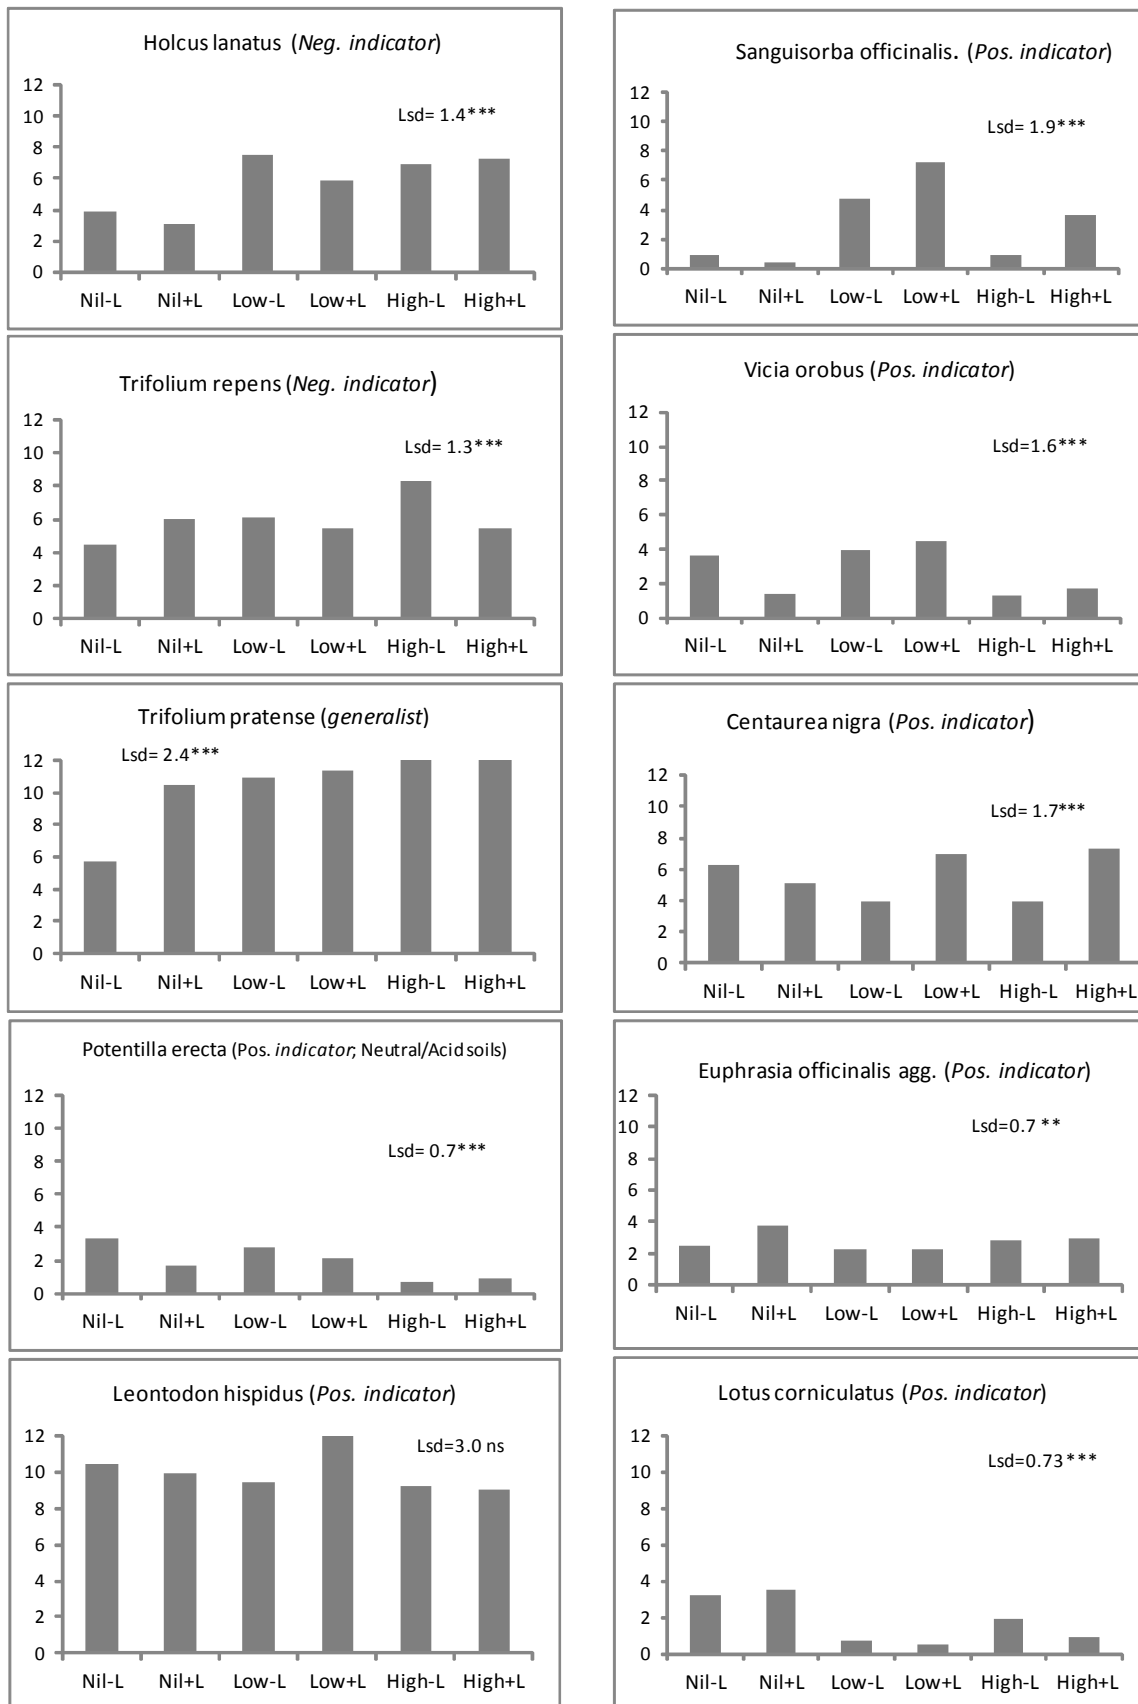 Holcus lanatus (Neg. indicator)
Lsd= 1.4***
12
10
8
6
4
2
0
Nil-L Nil+L Low-L Low+L High-L High+L
Sanguisorba officinalis. (Pos. indicator)
Lsd= 1.9***
12
10
8
6
4
2
0
Nil-L Nil+L Low-L Low+L High-L High+L
Trifolium repens (Neg. indicator)
Lsd= 1.3***
12
10
8
6
4
2
0
Nil-L Nil+L Low-L Low+L High-L High+L
Vicia orobus (Pos. indicator)
Lsd=1.6***
12
10
8
6
4
2
0
Nil-L Nil+L Low-L Low+L High-L High+L
Trifolium pratense (generalist)
Lsd= 2.4***
12
10
8
6
4
2
0
Nil-L Nil+L Low-L Low+L High-L High+L
Centaurea nigra (Pos. indicator)
Lsd= 1.7***
12
10
8
6
4
2
0
Nil-L Nil+L Low-L Low+L High-L High+L
Potentilla erecta (Pos. indicator; Neutral/Acid soils)
Lsd= 0.7***
12
10
8
6
4
2
0
Nil-L Nil+L Low-L Low+L High-L High+L
Euphrasia officinalis agg. (Pos. indicator)
Lsd=0.7 **
12
10
8
6
4
2
0
Nil-L Nil+L Low-L Low+L High-L High+L
Leontodon hispidus (Pos. indicator)
Lsd=3.0 ns
12
10
8
6
4
2
0
Nil-L Nil+L Low-L Low+L High-L High+L
Lotus corniculatus (Pos. indicator)
Lsd=0.73***
12
10
8
6
4
2
0
Nil-L Nil+L Low-L Low+L High-L High+L